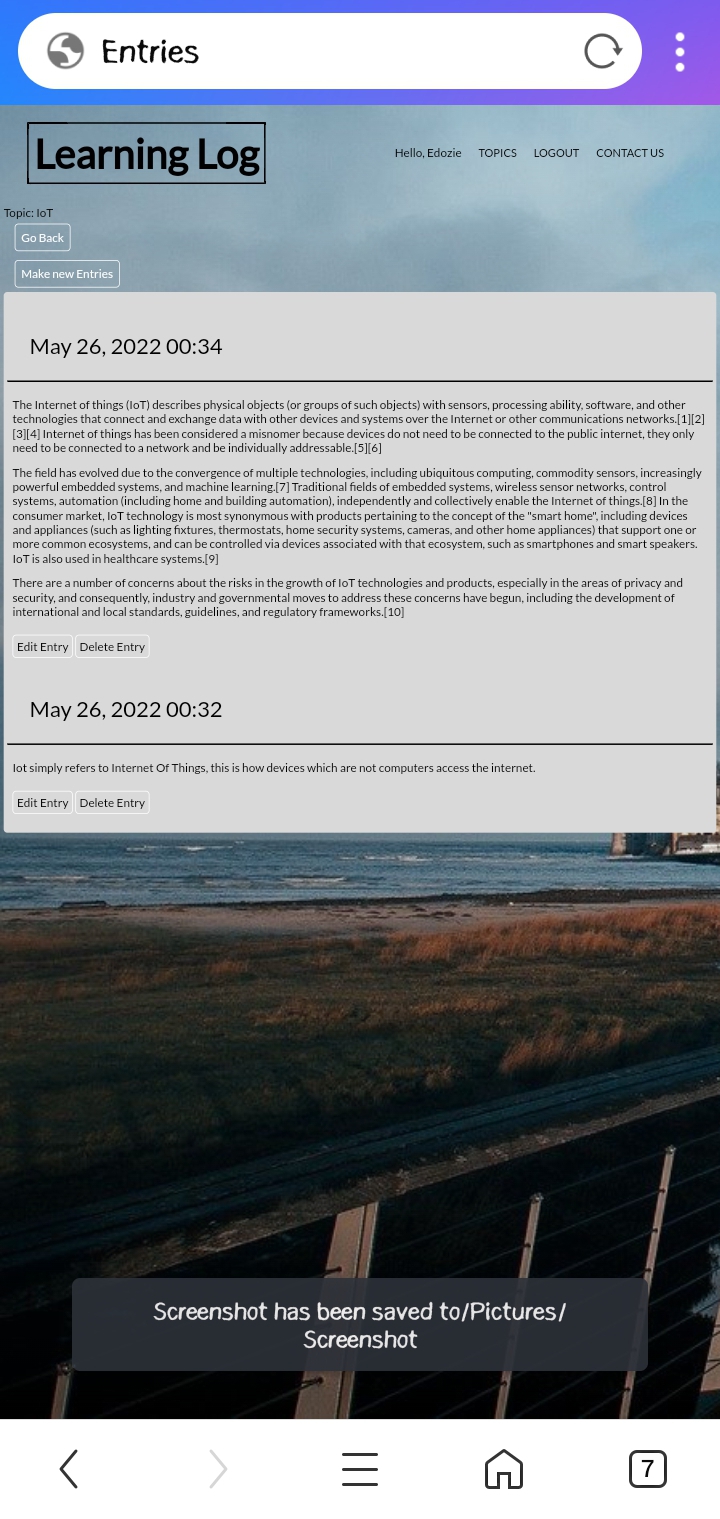 Entries
Learning Log
Hello, Edozie TOPICS LOGOUT CONTACT US
Topic: IoT
Go Back
Make new Entries
May 26, 2022 00:34
The Internet of things (IoT) describes physical objects (or groups of such objects) with sensors, processing ability, software, and other
technologies that connect and exchange data with other devices and systems over the Internet or other communications networks.[1][2]
[3][4] Internet of things has been considered a misnomer because devices do not need to be connected to the public internet, they only
need to be connected to a network and be individually addressable.[5][6]
The field has evolved due to the convergence of multiple technologies, including ubiquitous computing, commodity sensors, increasingly
powerful embedded systems, and machine learning.[7] Traditional fields of embedded systems, wireless sensor networks, control
systems, automation (including home and building automation), independently and collectively enable the Internet of things.[8] In the
consumer market, IoT technology is most synonymous with products pertaining to the concept of the "smart home", including devices
and appliances (such as lighting fixtures, thermostats, home security systems, cameras, and other home appliances) that support one or
more common ecosystems, and can be controlled via devices associated with that ecosystem, such as smartphones and smart speakers.
IoT is also used in healthcare systems.[9]
There are a number of concerns about the risks in the growth of IoT technologies and products, especially in the areas of privacy and
security, and consequently, industry and governmental moves to address these concerns have begun, including the development of
international and local standards, guidelines, and regulatory frameworks.[10]
Edit Entry Delete Entry
May 26, 2022 00:32
Iot simply refers to Internet Of Things, this is how devices which are not computers access the internet.
Edit Entry Delete Entry
Screenshot has been saved to/Pictures/
Screenshot
7